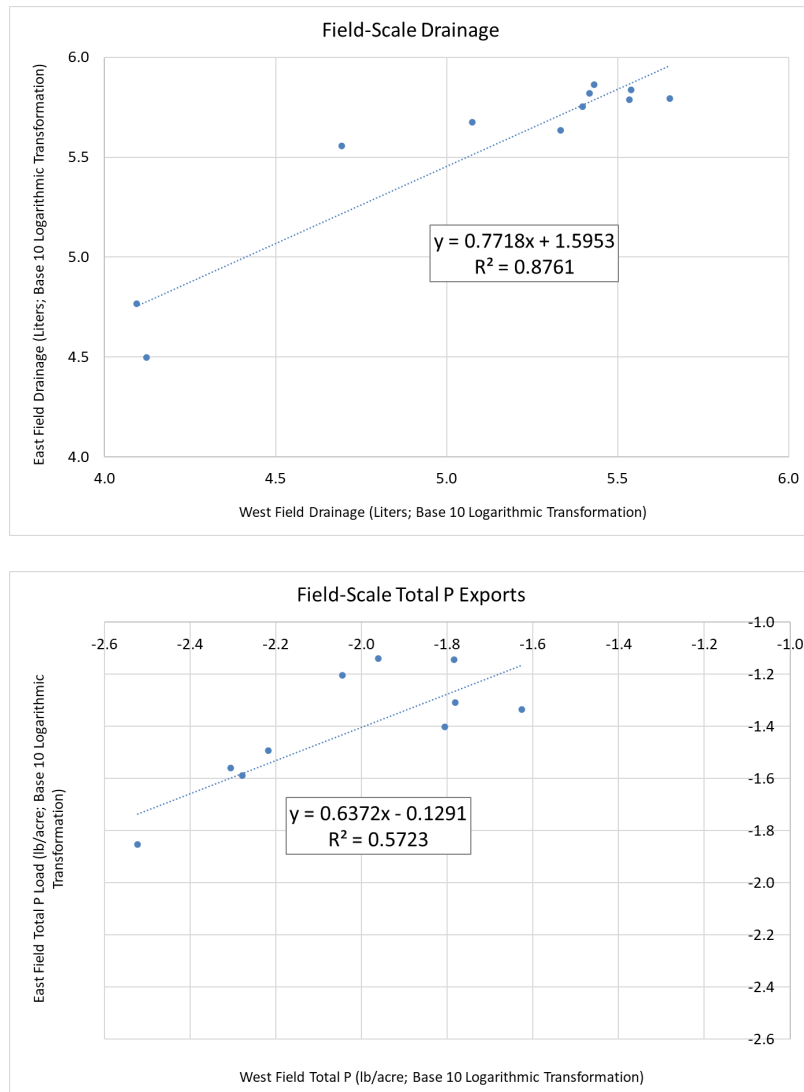 Field-Scale Drainage
6.0
5.5
5.0
4.5
4.0
East Field Drainage (Liters; Base 10 Logarithmic Transformation)
y = 0.7718x + 1.5953
R² = 0.8761
4.0 4.5 5.0 5.5 6.0
West Field Drainage (Liters; Base 10 Logarithmic Transformation)
Field-Scale Total P Exports
-2.6 -2.4 -2.2 -2.0 -1.8 -1.6 -1.4 -1.2 -1.0
-1.0
-1.2
-1.4
-1.6
-1.8
-2.0
-2.2
-2.4
-2.6
East Field Total P Load (lb/acre; Base 10 Logarithmic
Transformation)
y = 0.6372x - 0.1291
R² = 0.5723
West Field Total P (lb/acre; Base 10 Logarithmic Transformation)